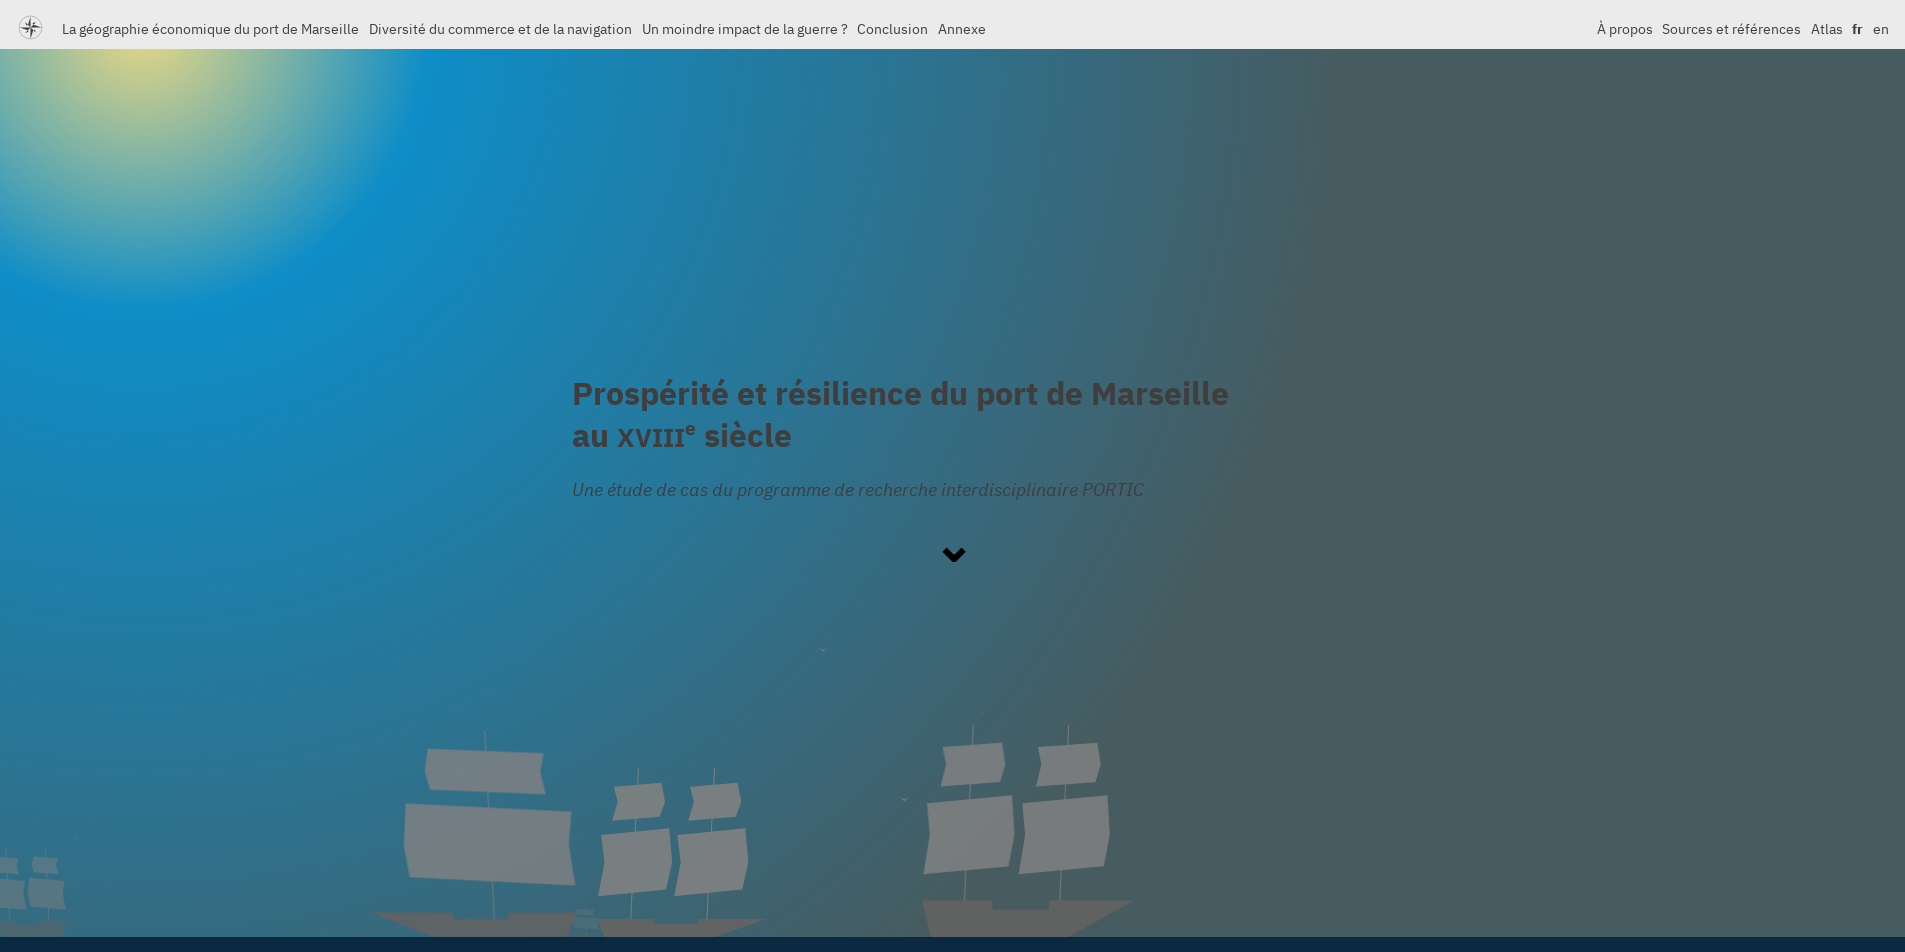 La géographie économique du port de Marseille Diversité du commerce et de la navigation Un moindre impact de la guerre ? Conclusion Annexe À propos Sources et références Atlas fr en
Prospérité et résilience du port de Marseille
au XVIIIᵉ siècle
Une étude de cas du programme de recherche interdisciplinaire PORTIC